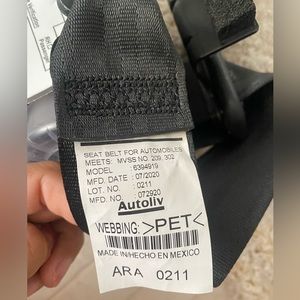 SEAT BELT FOR AUTOMOBILES
MEETS: MVSS NO. 209, 302
MODEL : 6394919
MFD. DATE : 07/2020
LOT. NO. : 0211
MFD. NO. : 072920
Autoliv
WEBBING: >PET<
MADE IN/HECHO EN MEXICO
ARA 0211